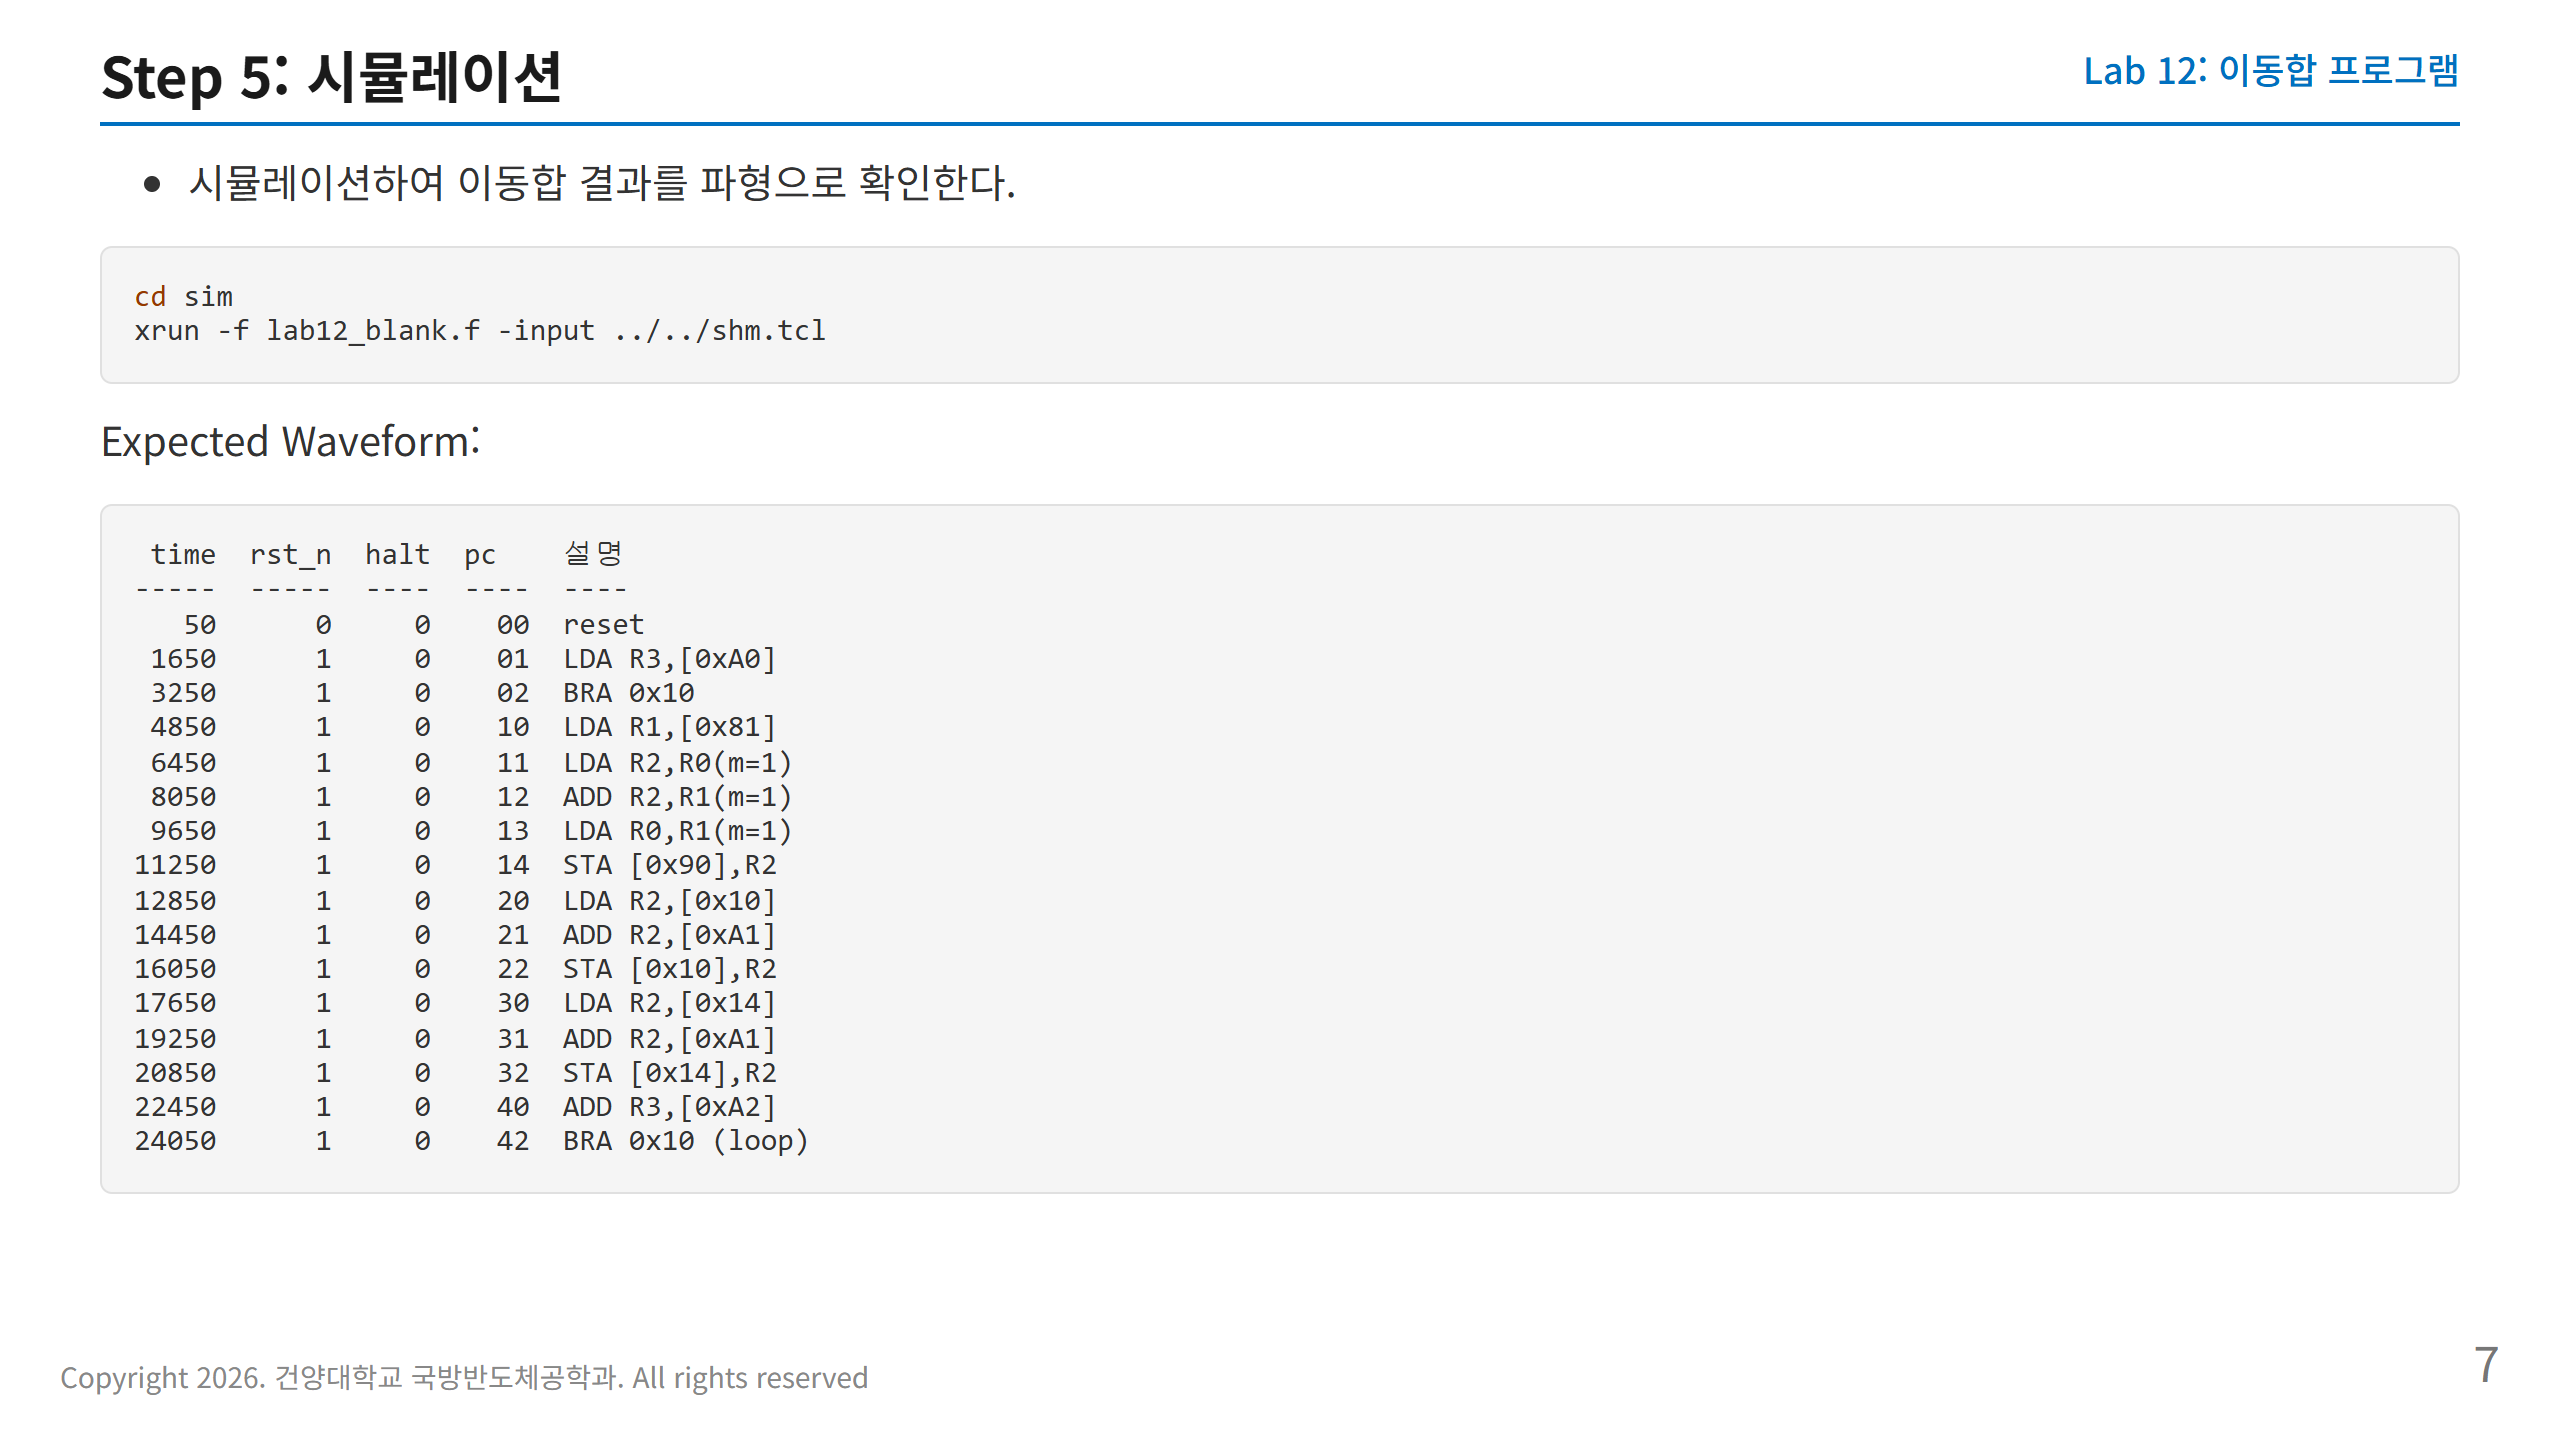 Step 5: 시뮬레이션
Lab 12: 이동합 프로그램
● 시뮬레이션하여 이동합 결과를 파형으로 확인한다.
cd sim
xrun -f lab12_blank.f -input ../../shm.tcl
Expected Waveform:
 time  rst_n  halt  pc    설명
-----  -----  ----  ----  ----
   50      0     0    00  reset
 1650      1     0    01  LDA R3,[0xA0]
 3250      1     0    02  BRA 0x10
 4850      1     0    10  LDA R1,[0x81]
 6450      1     0    11  LDA R2,R0(m=1)
 8050      1     0    12  ADD R2,R1(m=1)
 9650      1     0    13  LDA R0,R1(m=1)
11250      1     0    14  STA [0x90],R2
12850      1     0    20  LDA R2,[0x10]
14450      1     0    21  ADD R2,[0xA1]
16050      1     0    22  STA [0x10],R2
17650      1     0    30  LDA R2,[0x14]
19250      1     0    31  ADD R2,[0xA1]
20850      1     0    32  STA [0x14],R2
22450      1     0    40  ADD R3,[0xA2]
24050      1     0    42  BRA 0x10 (loop)
Copyright 2026. 건양대학교 국방반도체공학과. All rights reserved
7